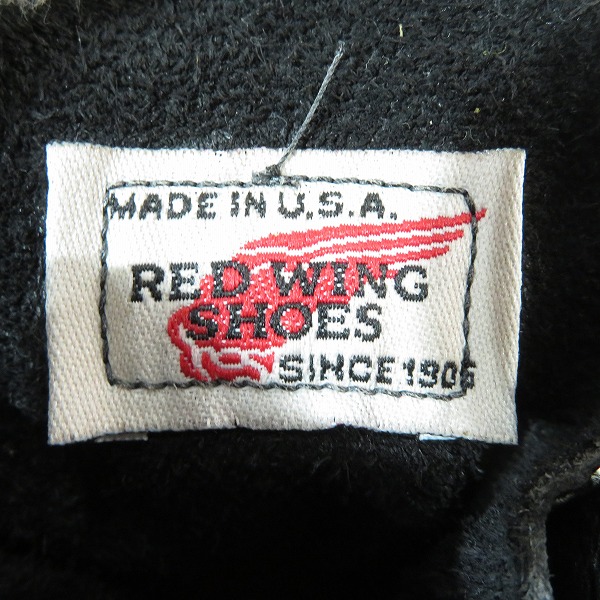 MADE IN U.S.A.
RED WING
SHOES
SINCE 1905